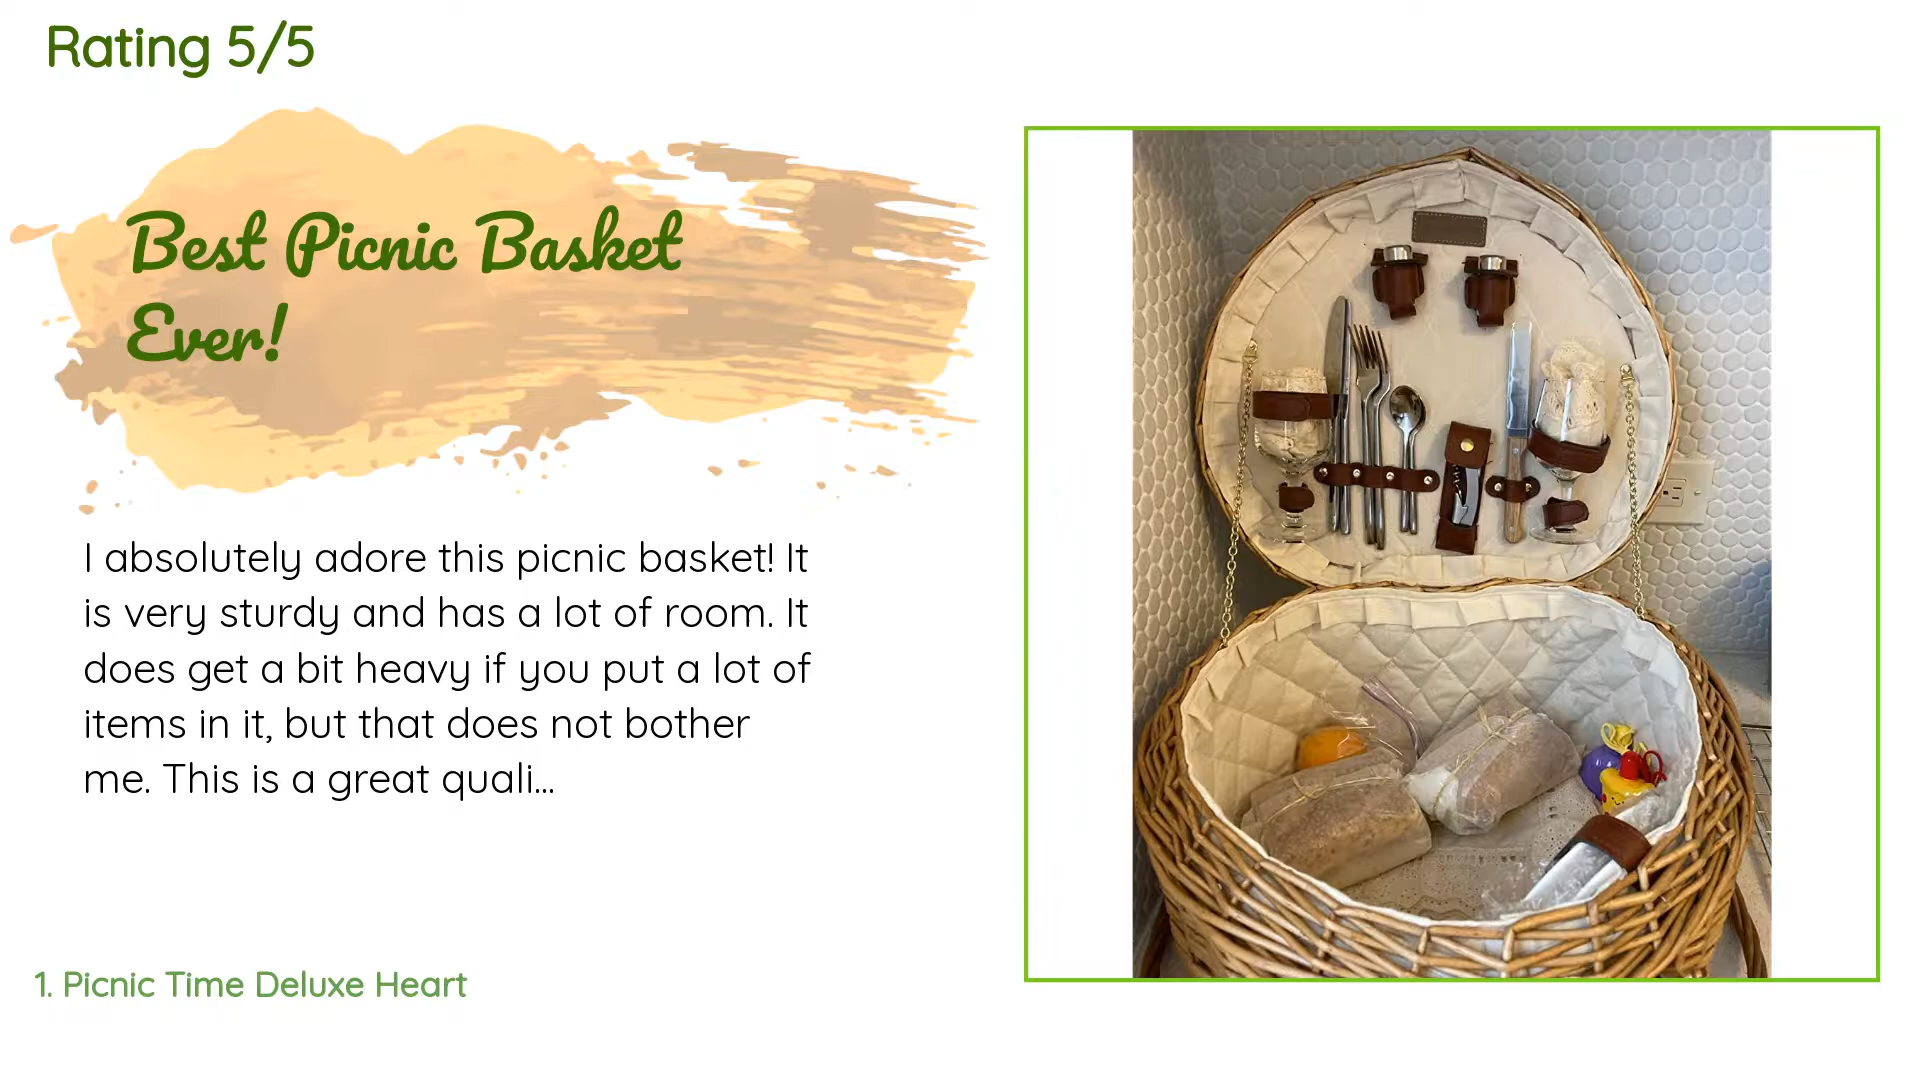 Rating 5/5
Best Picnic Basket
Ever!
I absolutely adore this picnic basket! It
is very sturdy and has a lot of room. It
does get a bit heavy if you put a lot of
items in it, but that does not bother
me. This is a great quali...
1. Picnic Time Deluxe Heart